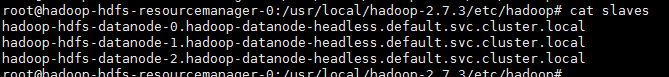 root@hadoop-hdfs-resourcemanager-0:/usr/local/hadoop-2.7.3/etc/hadoop# cat slaves
hadoop-hdfs-datanode-0.hadoop-datanode-headless.default.svc.cluster.local
hadoop-hdfs-datanode-1.hadoop-datanode-headless.default.svc.cluster.local
hadoop-hdfs-datanode-2.hadoop-datanode-headless.default.svc.cluster.local
root@hadoop-hdfs-resourcemanager-0:/usr/local/hadoop-2.7.3/etc/hadoop#